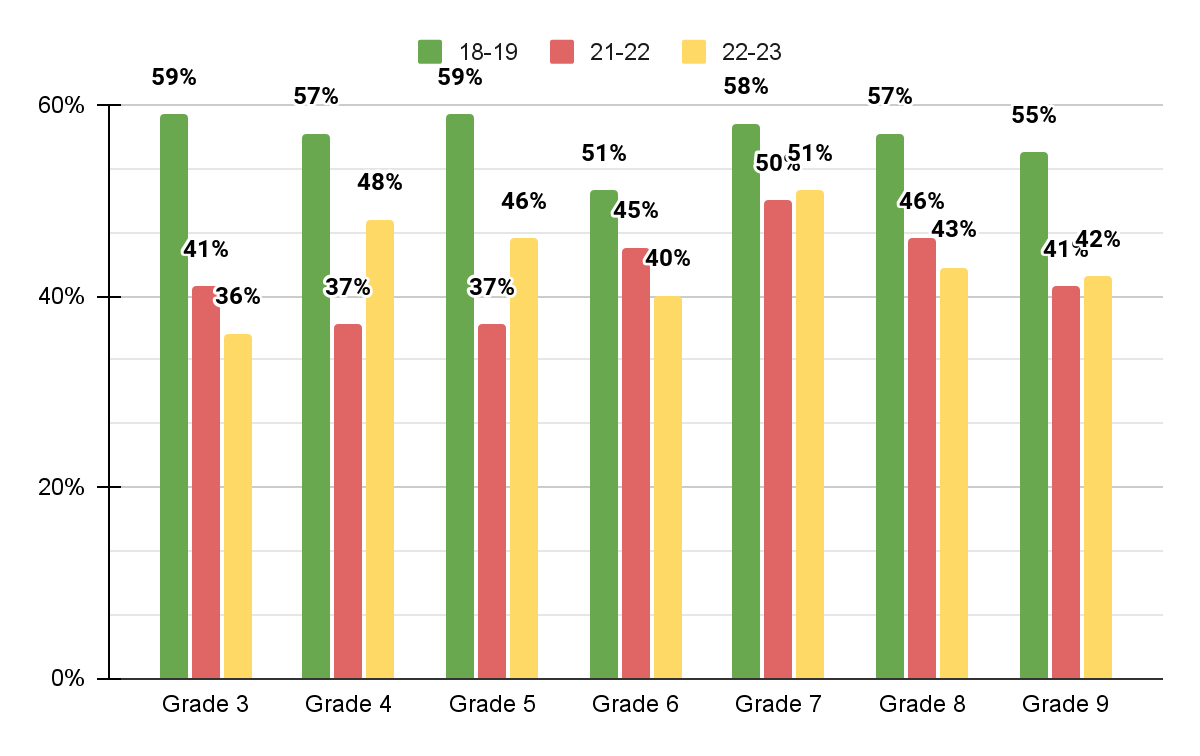 18-19 21-22 22-23
59% 57% 59% 51% 58% 57% 55%
41% 37% 37% 45% 50% 46% 41%
36% 48% 46% 40% 51% 43% 42%
60%
40%
20%
0%
Grade 3 Grade 4 Grade 5 Grade 6 Grade 7 Grade 8 Grade 9